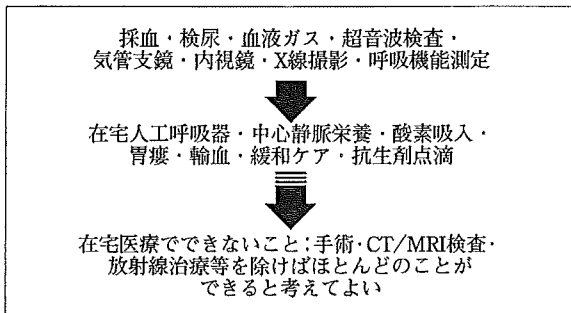 採血・検尿・血液ガス・超音波検査・
気管支鏡・内視鏡・X線撮影・呼吸機能測定
在宅人工呼吸器・中心静脈栄養・酸素吸入・
胃瘻・輸血・緩和ケア・抗生剤点滴
在宅医療でできないこと;手術・CT/MRI検査・
放射線治療等を除けばほとんどのことが
できると考えてよい